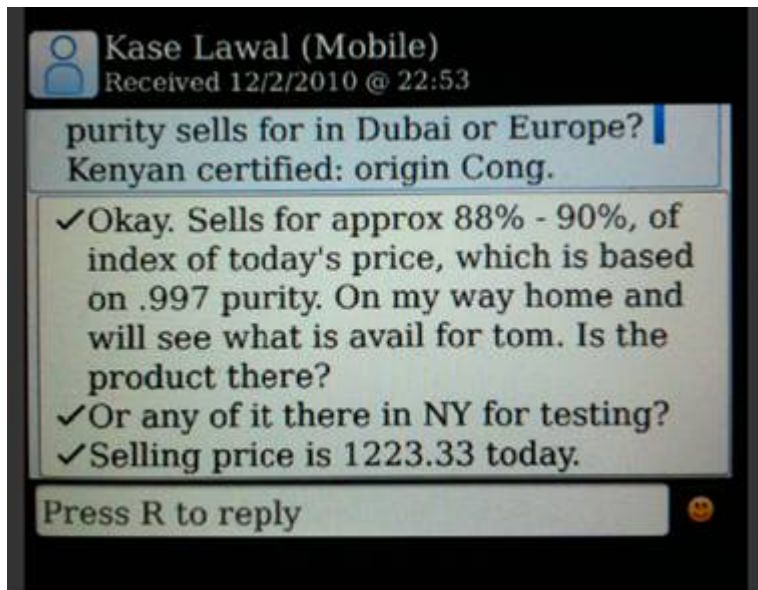 Kase Lawal (Mobile)
Received 12/2/2010 @ 22:53
purity sells for in Dubai or Europe?
Kenyan certified: origin Cong.
✓Okay. Sells for approx 88% - 90%, of
index of today's price, which is based
on .997 purity. On my way home and
will see what is avail for tom. Is the
product there?
✓Or any of it there in NY for testing?
✓Selling price is 1223.33 today.
Press R to reply